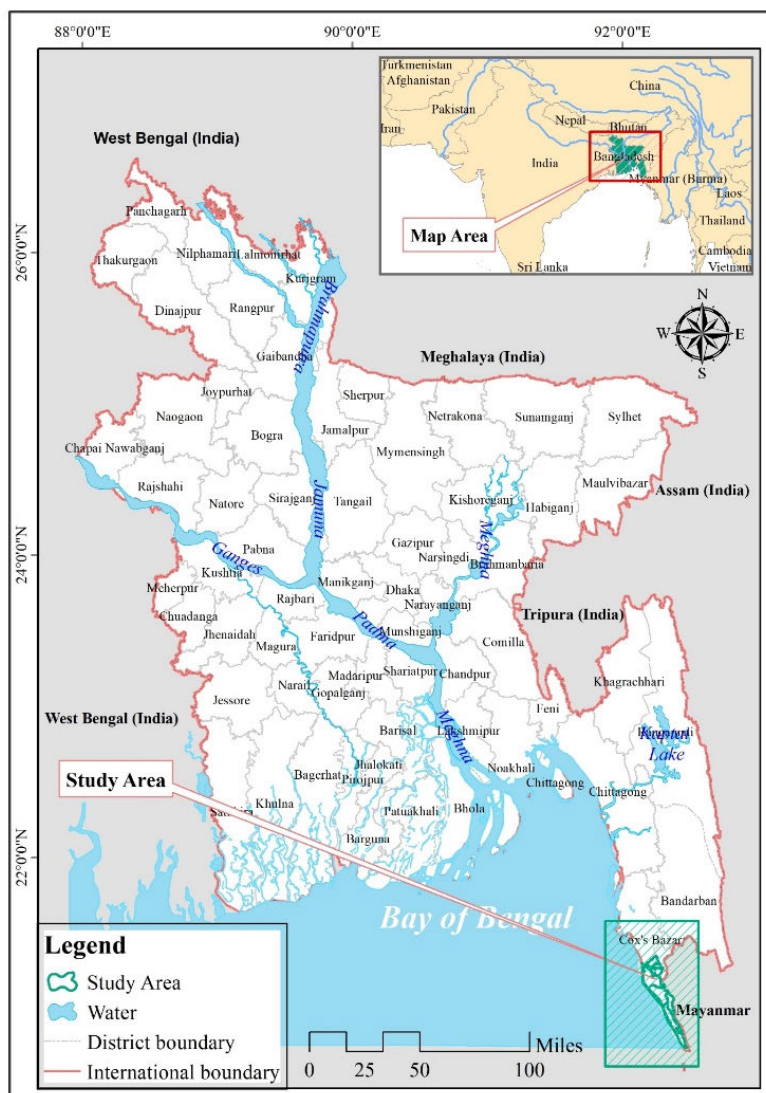 88°0'0"E
90°0'0"E
92°0'0"E
26°0'0"N
24°0'0"N
22°0'0"N
Turkmenistan
Afghanistan
China
Pakistan
Iran
Nepal
Bhutan
India
Bangladesh
Myanmar (Burma)
Laos
Thailand
Cambodia
Vietnam
Sri Lanka
Map Area
N
W
E
S
West Bengal (India)
Panchagarh
Thakurgaon
Nilphamari
Lalmonirhat
Kurigram
Dinajpur
Rangpur
Gaibandha
Brahmaputra
Meghalaya (India)
Joypurhat
Sherpur
Naogaon
Bogra
Jamalpur
Netrakona
Sunamganj
Sylhet
Mymensingh
Chapai Nawabganj
Rajshahi
Natore
Sirajganj
Jamuna
Tangail
Kishoreganj
Habiganj
Maulvibazar
Assam (India)
Pabna
Ganges
Gazipur
Narsingdi
Meghna
Brahmanbaria
Kushtia
Meherpur
Manikganj
Dhaka
Narayanganj
Chuadanga
Rajbari
Padma
Munshiganj
Tripura (India)
Jhenaidah
Magura
Faridpur
Comilla
Shariatpur
Chandpur
Madaripur
Narail
Gopalganj
Khagrachhari
Jessore
West Bengal (India)
Barisal
Meghna
Lakshmipur
Feni
Noakhali
Kaptai
Lake
Study Area
Jhalokati
Bagerhat
Pirojpur
Khulna
Patuakhali
Bhola
Chittagong
Chittagong
Barguna
Bandarban
Bay of Bengal
Cox's Bazar
Mayanmar
Legend
Study Area
Water
District boundary
International boundary
Miles
0
25
50
100